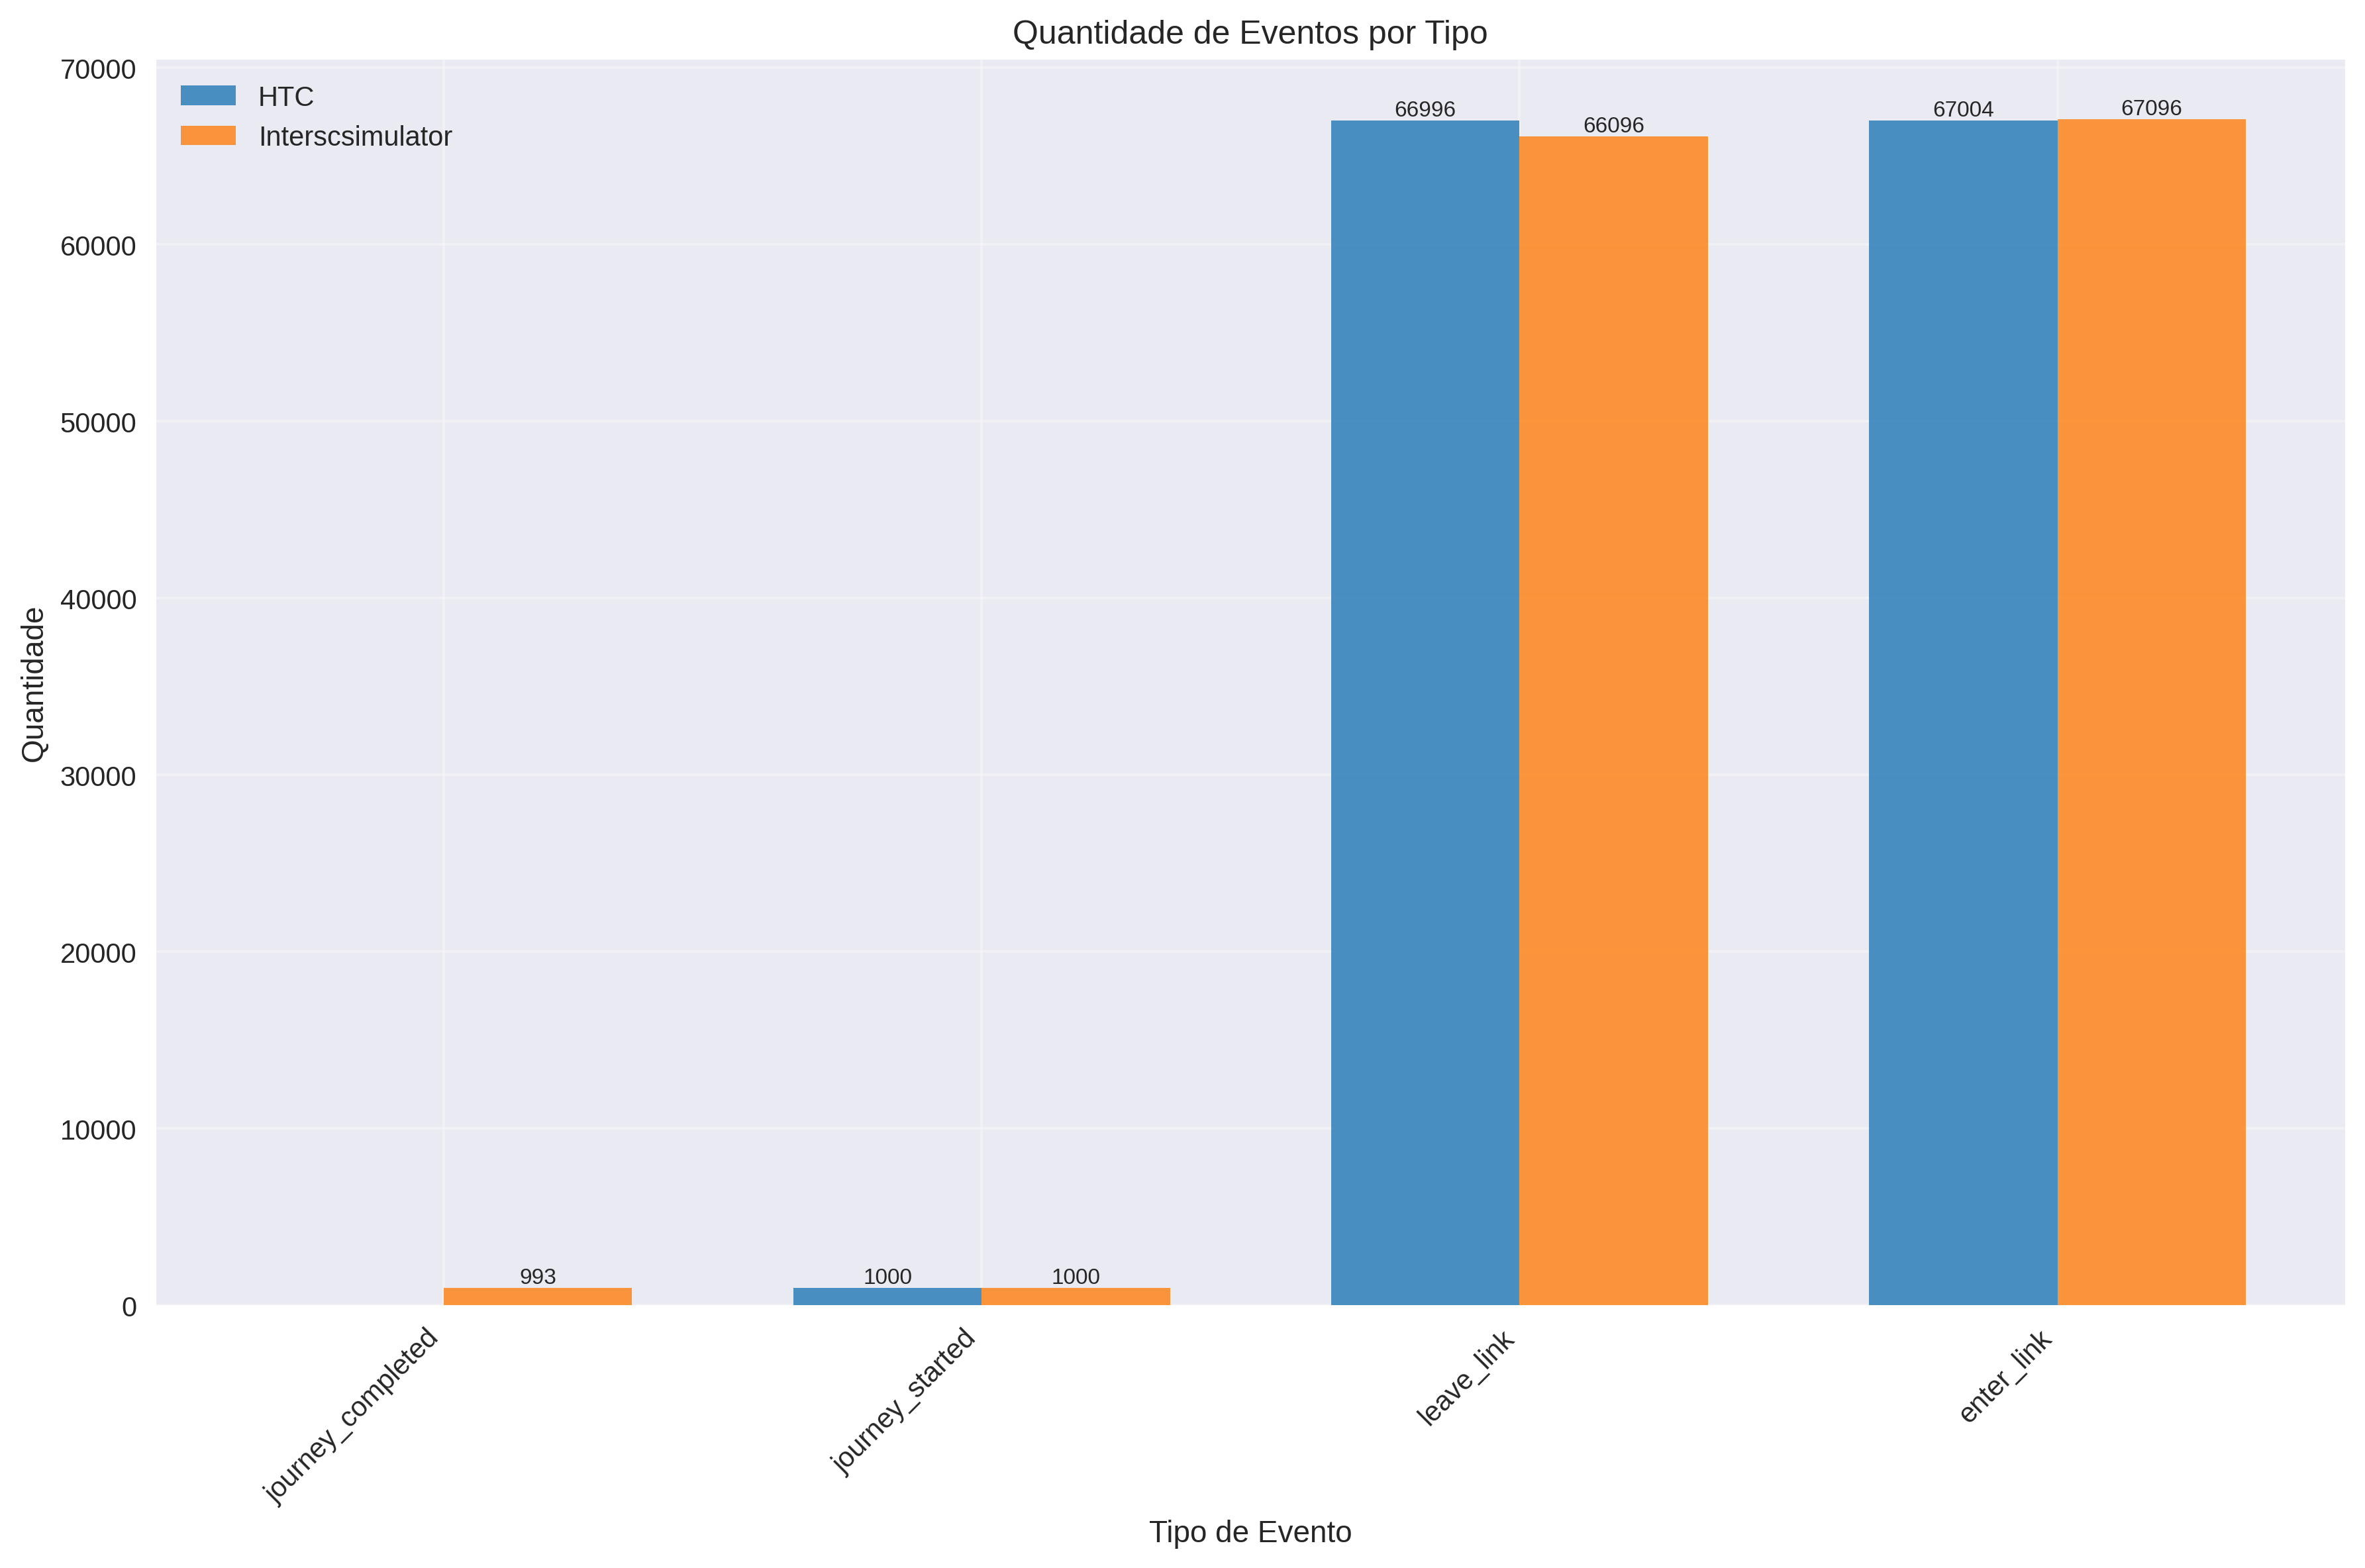 Quantidade de Eventos por Tipo
HTC
Interscsimulator
70000
60000
50000
40000
30000
20000
10000
0
Quantidade
993
1000
1000
66996
66096
67004
67096
journey_completed
journey_started
leave_link
enter_link
Tipo de Evento